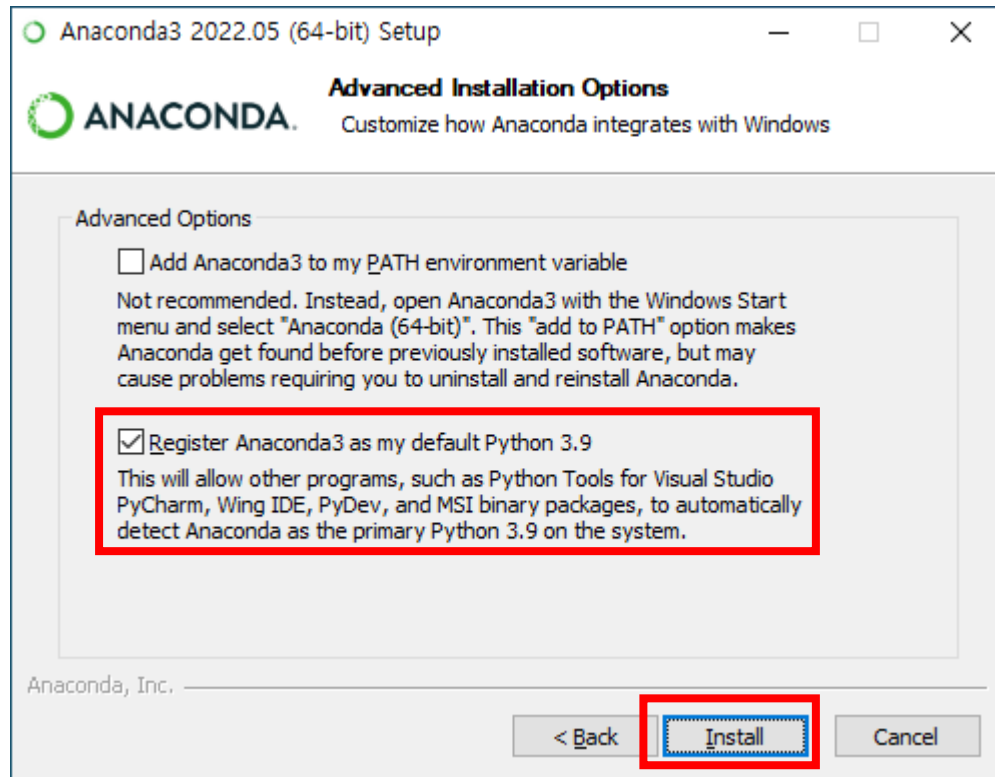 Anaconda3 2022.05 (64-bit) Setup
ANACONDA.
Advanced Installation Options
Customize how Anaconda integrates with Windows
Advanced Options
Add Anaconda3 to my PATH environment variable
Not recommended. Instead, open Anaconda3 with the Windows Start
menu and select "Anaconda (64-bit)". This "add to PATH" option makes
Anaconda get found before previously installed software, but may
cause problems requiring you to uninstall and reinstall Anaconda.
Register Anaconda3 as my default Python 3.9
This will allow other programs, such as Python Tools for Visual Studio
PyCharm, Wing IDE, PyDev, and MSI binary packages, to automatically
detect Anaconda as the primary Python 3.9 on the system.
Anaconda, Inc.
< Back
Install
Cancel